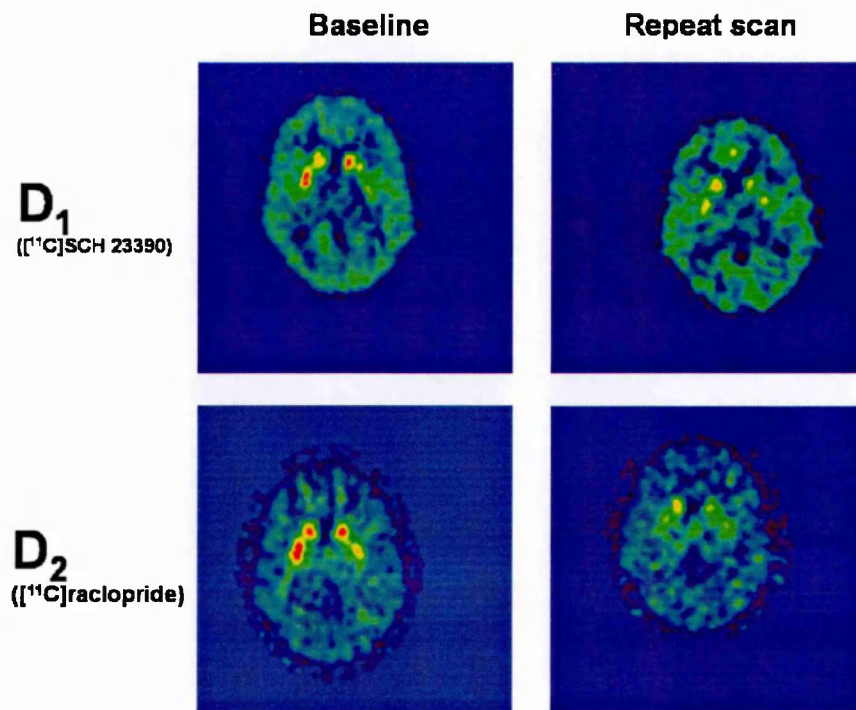 Baseline
Repeat scan
D₁
([¹¹C]SCH 23390)
D₂
([¹¹C]raclopride)